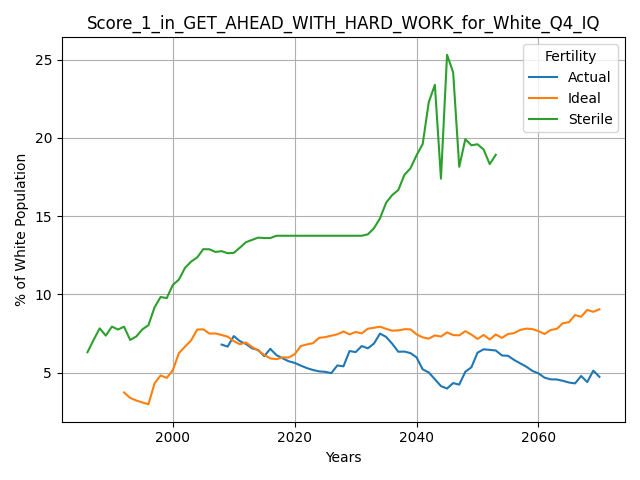 Score_1_in_GET_AHEAD_WITH_HARD_WORK_for_White_Q4_IQ
Fertility
Actual
Ideal
Sterile
% of White Population
25
20
15
10
5
2000
2020
2040
2060
Years